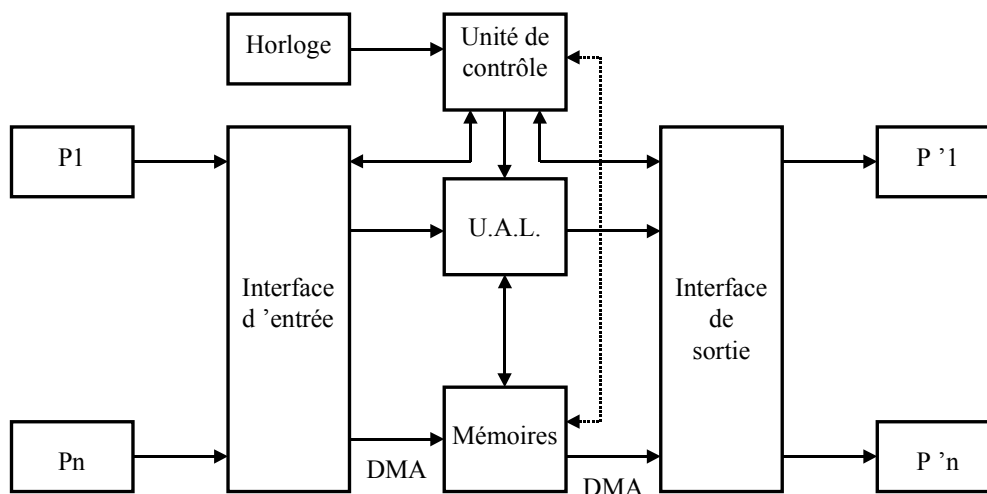 Horloge
Unité de
contrôle
P1
P ’1
U.A.L.
Interface
d ’entrée
Interface
de
sortie
Mémoires
Pn
P ’n
DMA
DMA